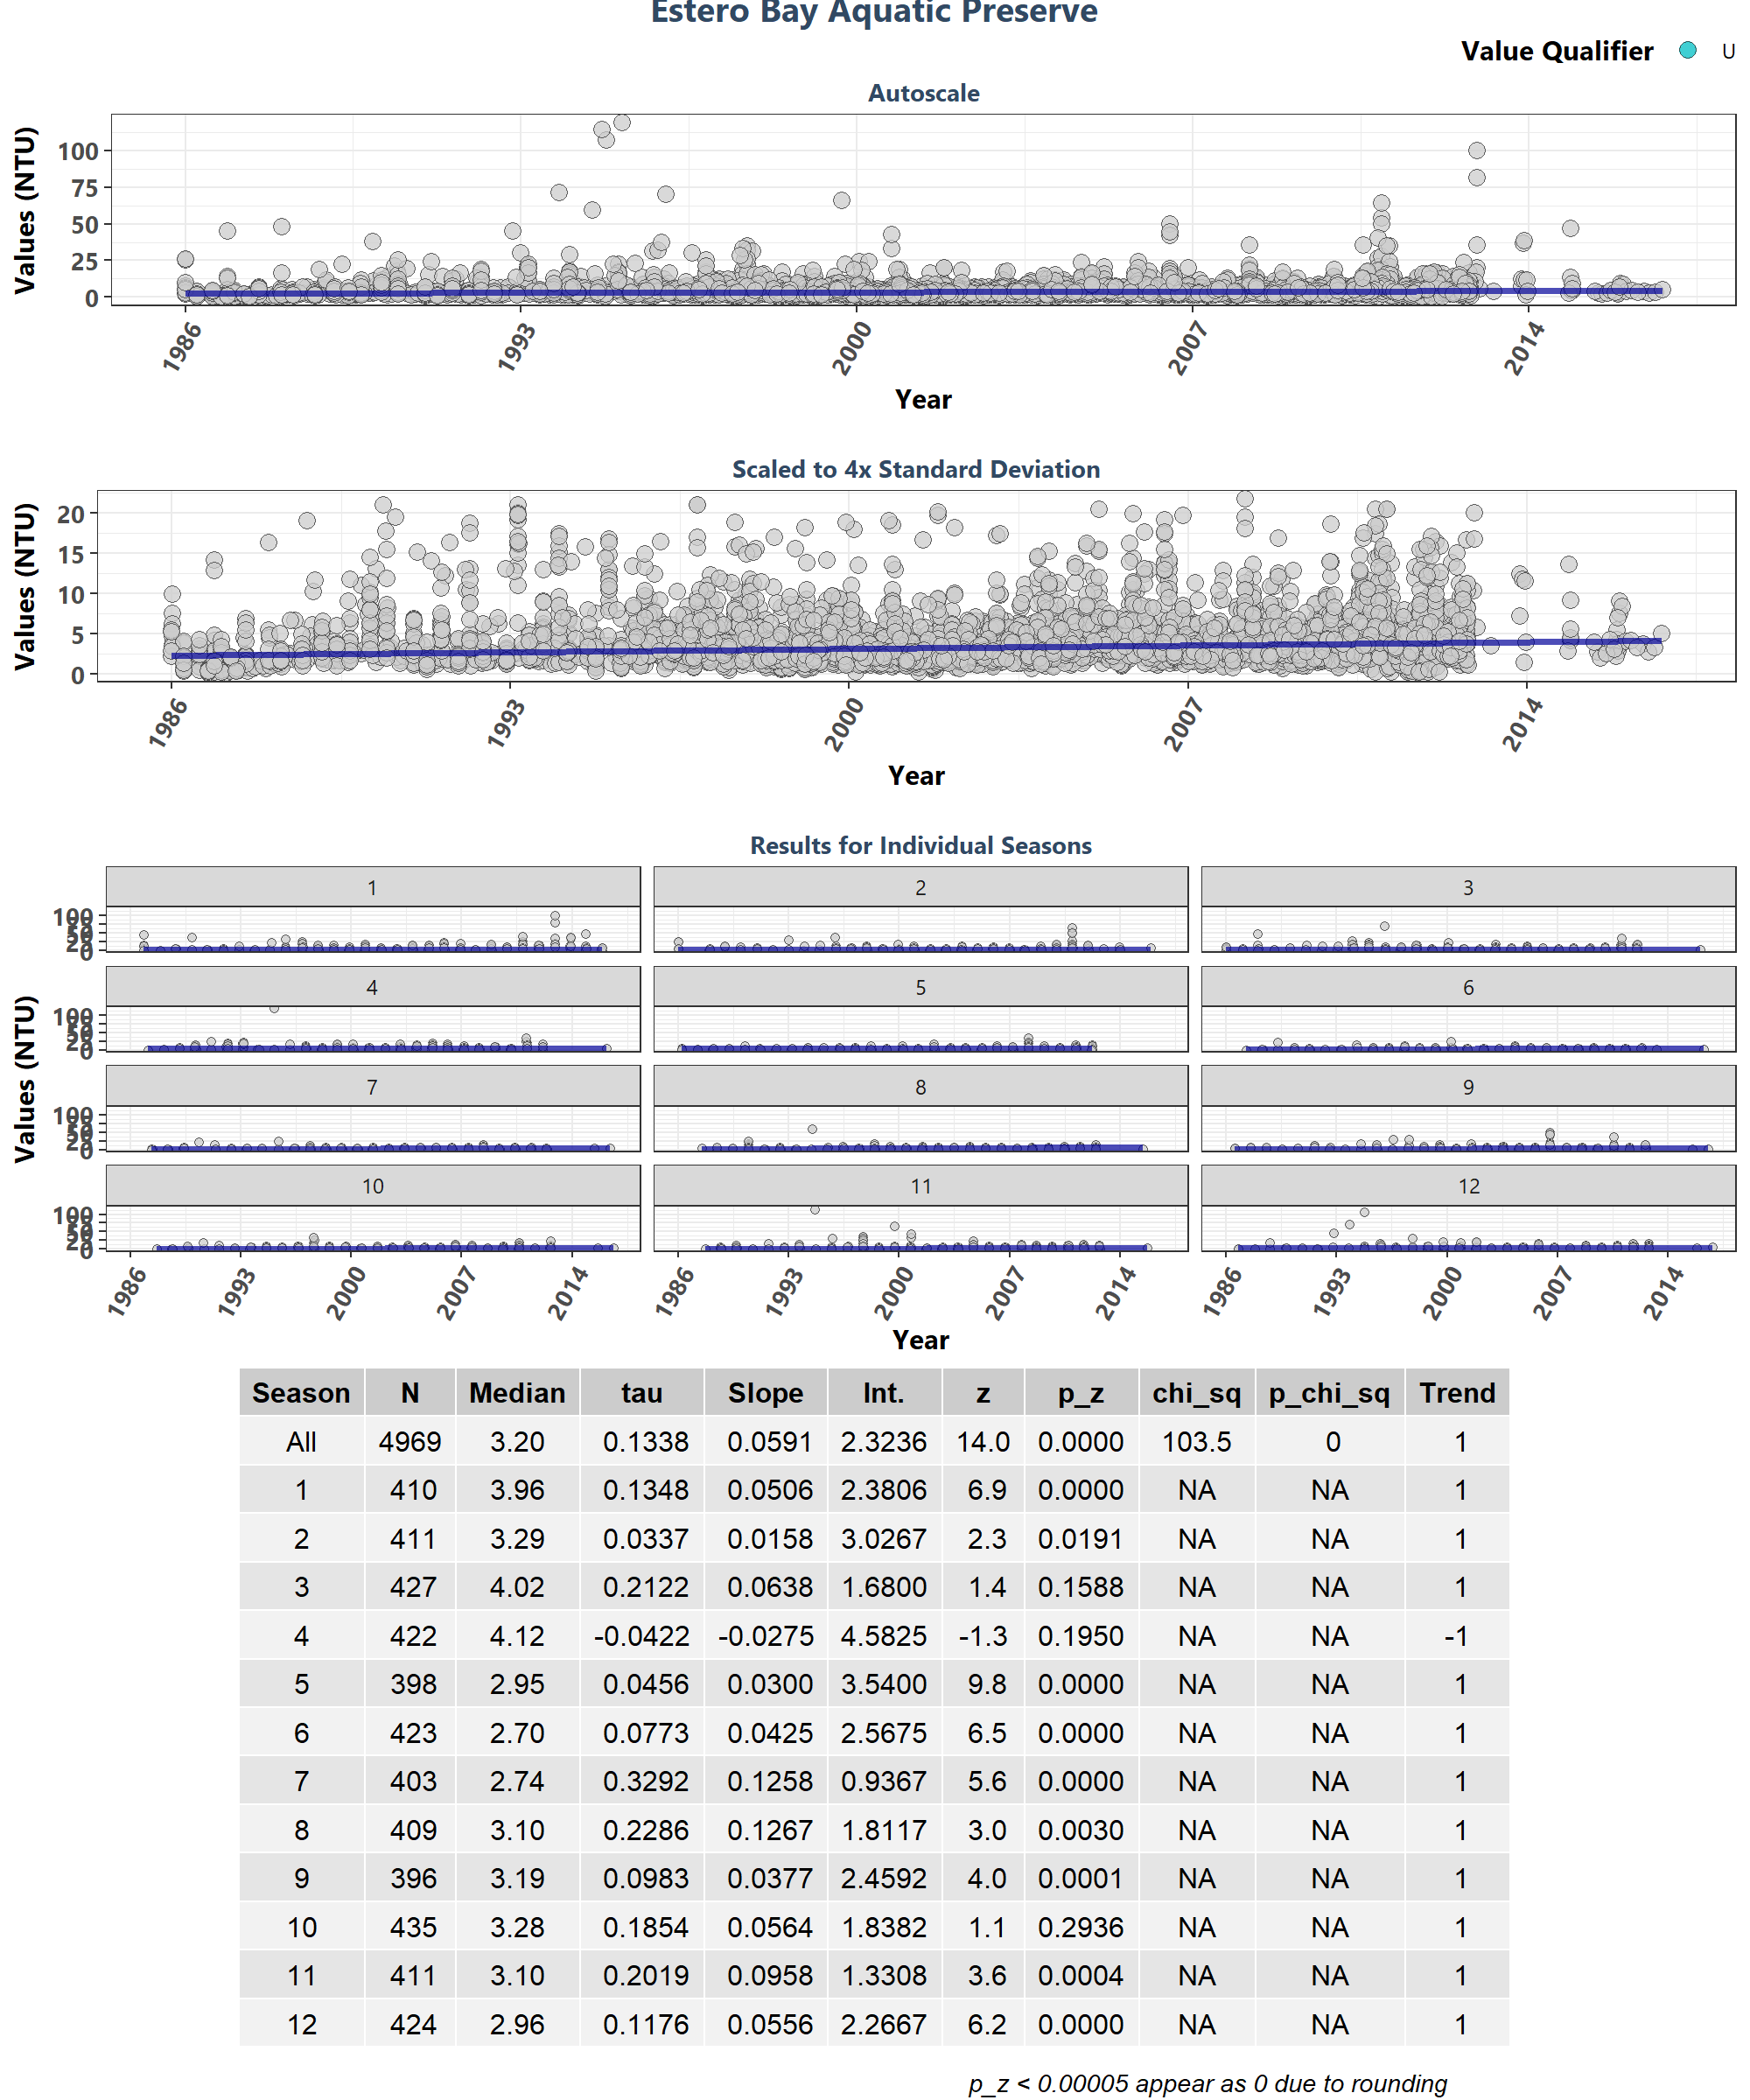 Estero Bay Aquatic Preserve
Value Qualifier U
Autoscale
Values (NTU)
100
75
50
25
0
1986 1993 2000 2007 2014
Year
Scaled to 4x Standard Deviation
Values (NTU)
20
15
10
5
0
1986 1993 2000 2007 2014
Year
Results for Individual Seasons
Values (NTU)
1 2 3
100
0
4 5 6
100
0
7 8 9
100
0
10 11 12
100
0
1986 1993 2000 2007 2014 1986 1993 2000 2007 2014 1986 1993 2000 2007 2014
Year
Season N Median tau Slope Int. z p_z chi_sq p_chi_sq Trend
All 4969 3.20 0.1338 0.0591 2.3236 14.0 0.0000 103.5 0 1
1 410 3.96 0.1348 0.0506 2.3806 6.9 0.0000 NA NA 1
2 411 3.29 0.0337 0.0158 3.0267 2.3 0.0191 NA NA 1
3 427 4.02 0.2122 0.0638 1.6800 1.4 0.1588 NA NA 1
4 422 4.12 -0.0422 -0.0275 4.5825 -1.3 0.1950 NA NA -1
5 398 2.95 0.0456 0.0300 3.5400 9.8 0.0000 NA NA 1
6 423 2.70 0.0773 0.0425 2.5675 6.5 0.0000 NA NA 1
7 403 2.74 0.3292 0.1258 0.9367 5.6 0.0000 NA NA 1
8 409 3.10 0.2286 0.1267 1.8117 3.0 0.0030 NA NA 1
9 396 3.19 0.0983 0.0377 2.4592 4.0 0.0001 NA NA 1
10 435 3.28 0.1854 0.0564 1.8382 1.1 0.2936 NA NA 1
11 411 3.10 0.2019 0.0958 1.3308 3.6 0.0004 NA NA 1
12 424 2.96 0.1176 0.0556 2.2667 6.2 0.0000 NA NA 1
p_z < 0.00005 appear as 0 due to rounding